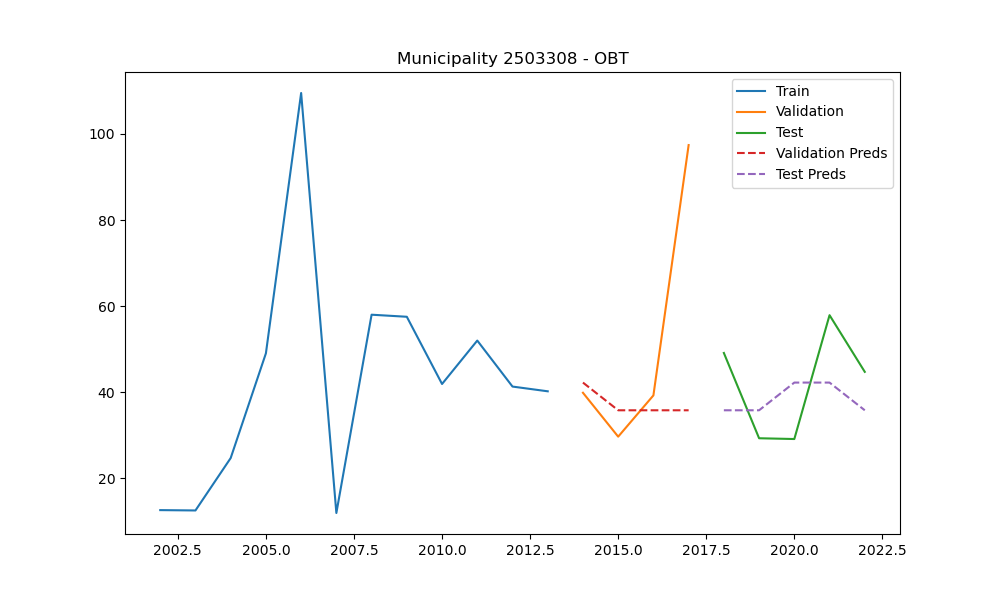 Municipality 2503308 - OBT
Train
Validation
Test
Validation Preds
Test Preds
100
80
60
40
20
2002.5 2005.0 2007.5 2010.0 2012.5 2015.0 2017.5 2020.0 2022.5